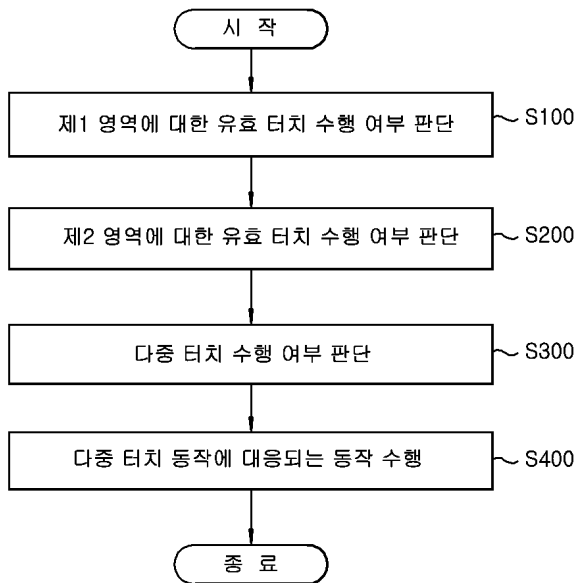 시 작
제1 영역에 대한 유효 터치 수행 여부 판단
S100
제2 영역에 대한 유효 터치 수행 여부 판단
S200
다중 터치 수행 여부 판단
S300
다중 터치 동작에 대응되는 동작 수행
S400
종 료